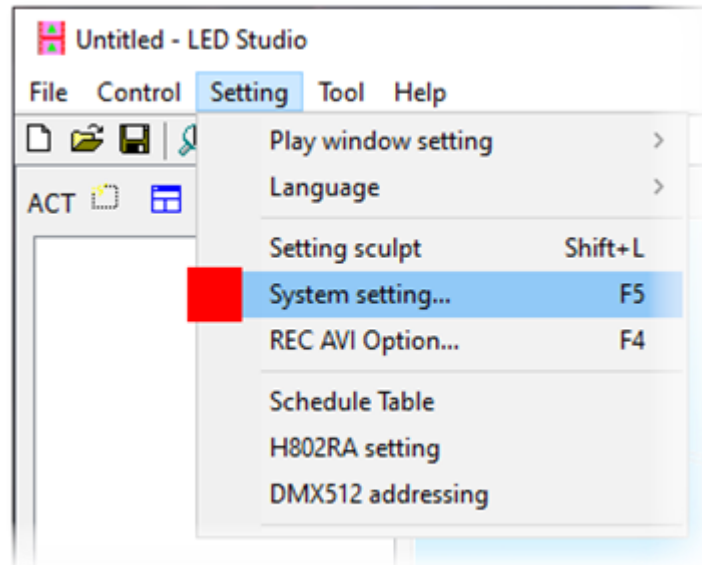 Untitled - LED Studio
File Control Setting Tool Help
ACT
Play window setting
Language
Setting sculpt Shift+L
System setting... F5
REC AVI Option... F4
Schedule Table
H802RA setting
DMX512 addressing